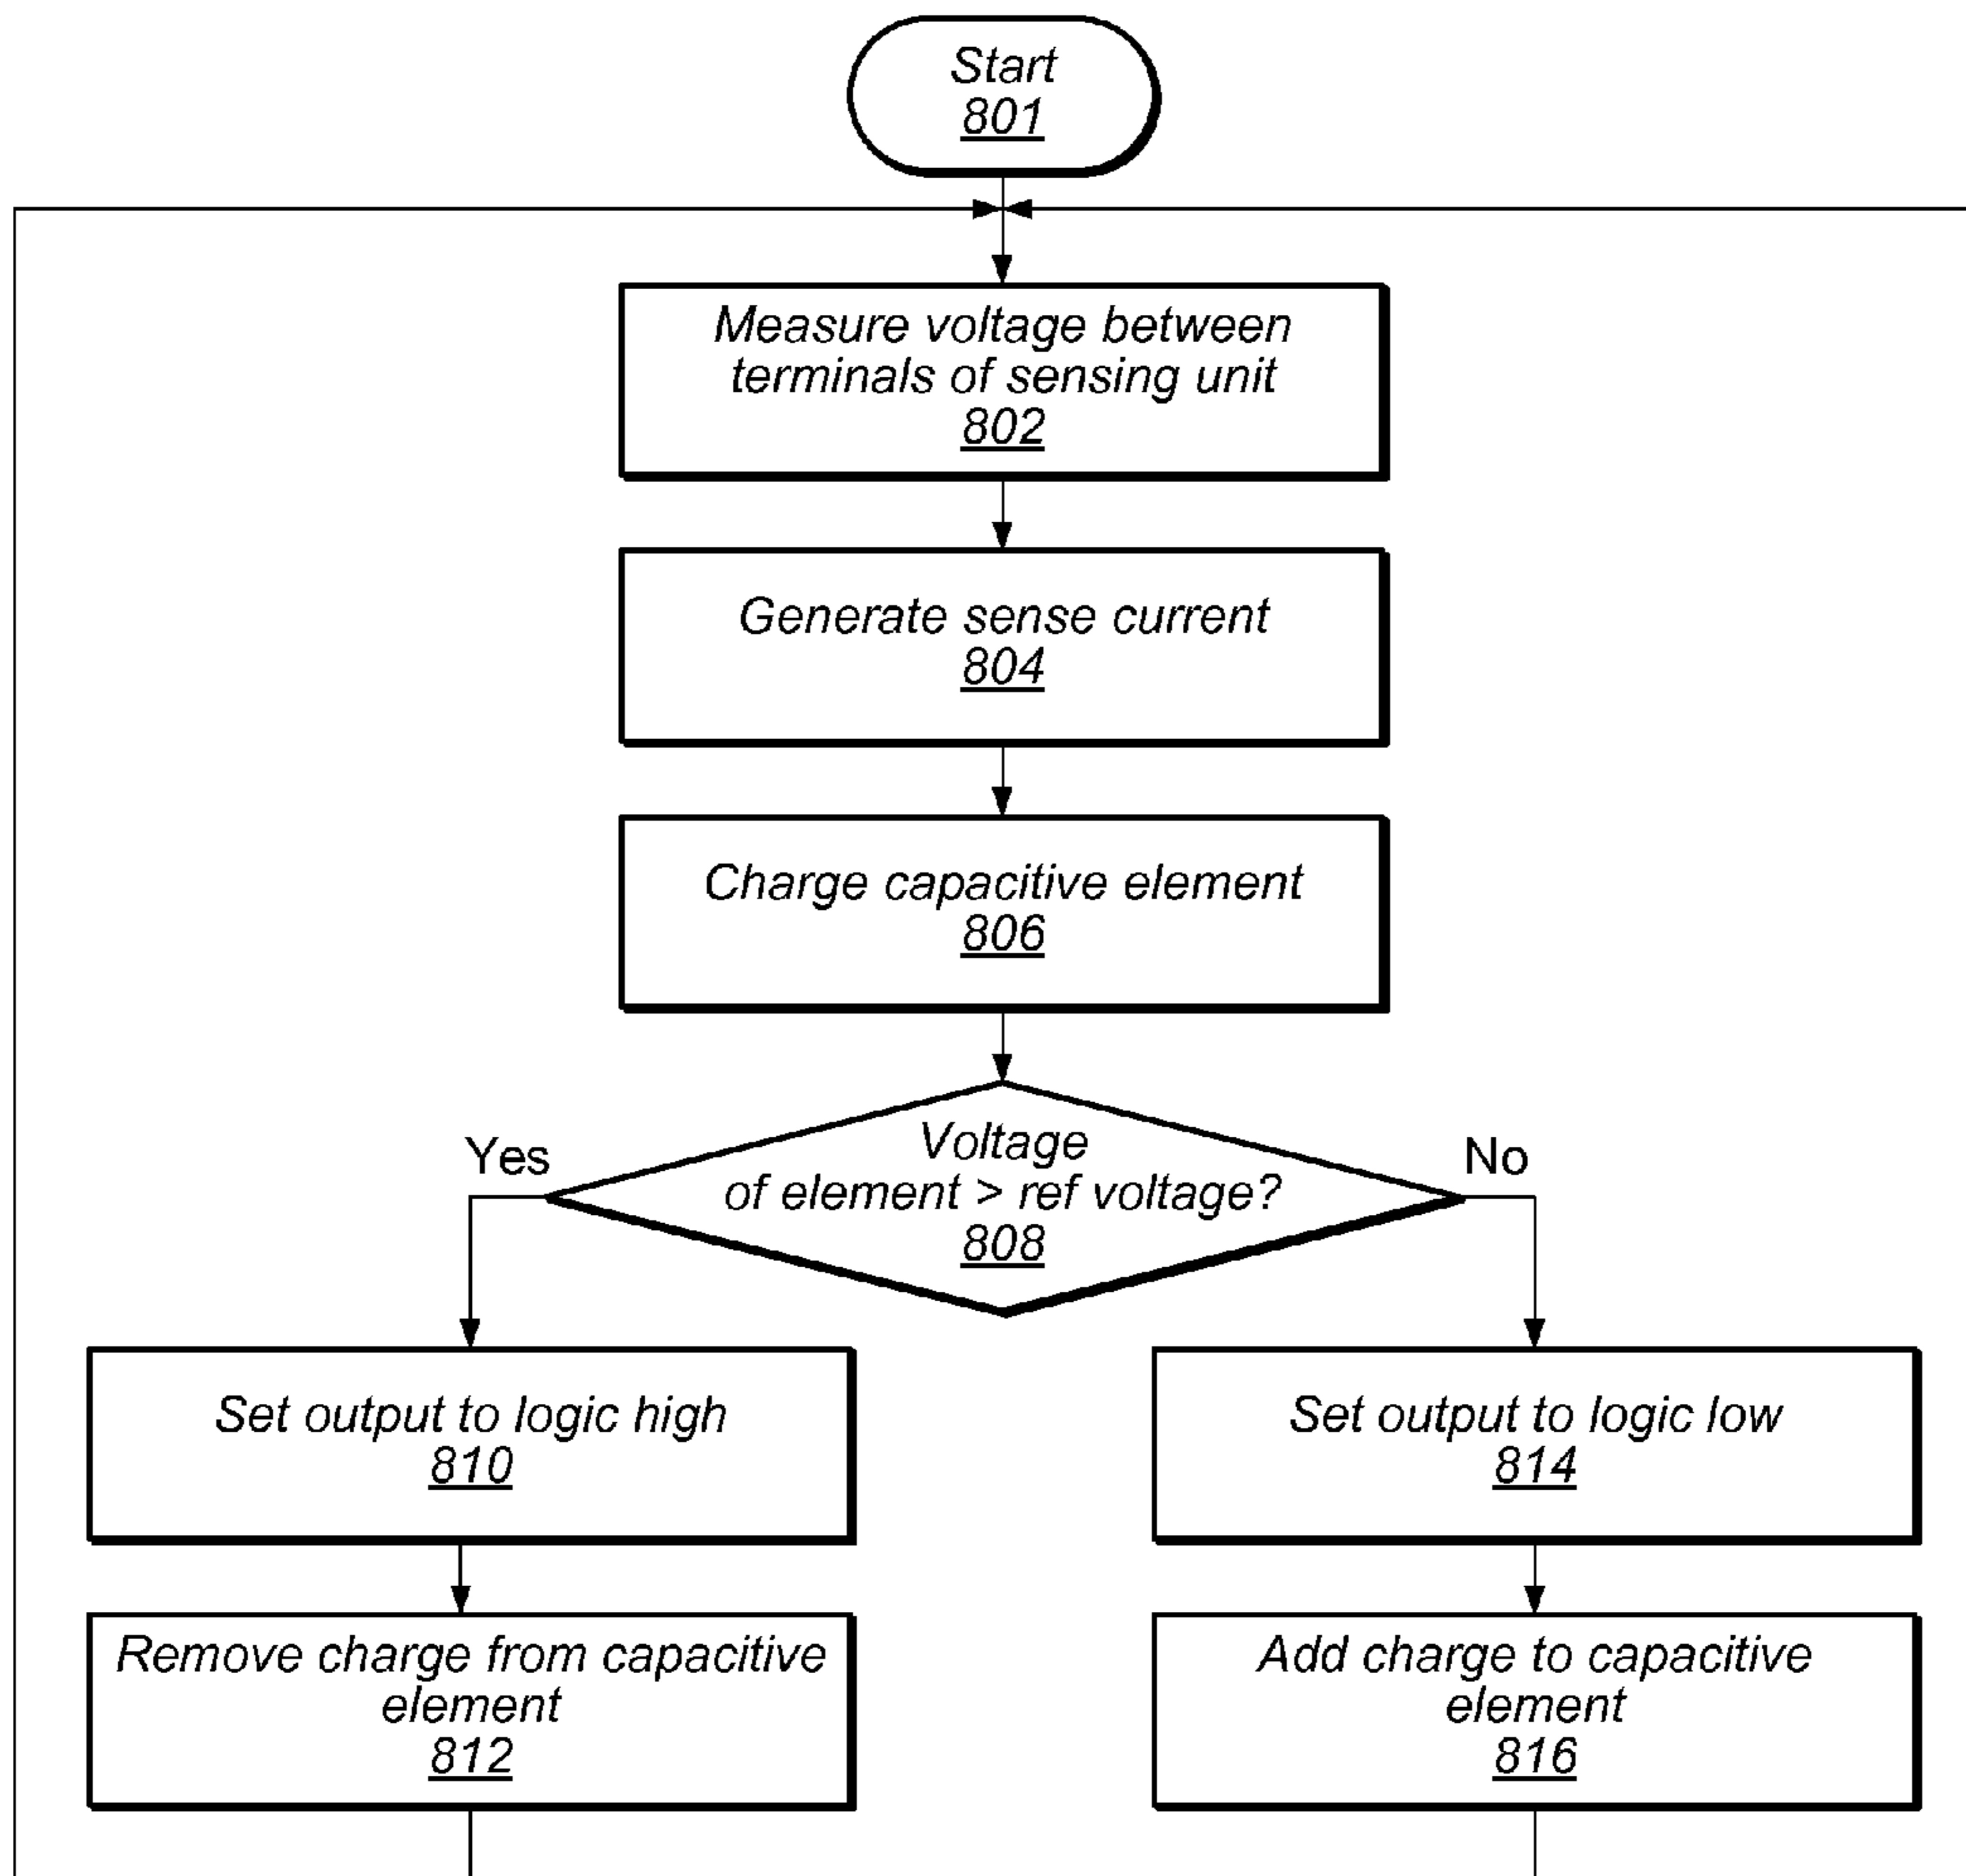 Start
801
Measure voltage between
terminals of sensing unit
802
Generate sense current
804
Charge capacitive element
806
Voltage
of element > ref voltage?
808
Yes
No
Set output to logic high
810
Set output to logic low
814
Remove charge from capacitive
element
812
Add charge to capacitive
element
816